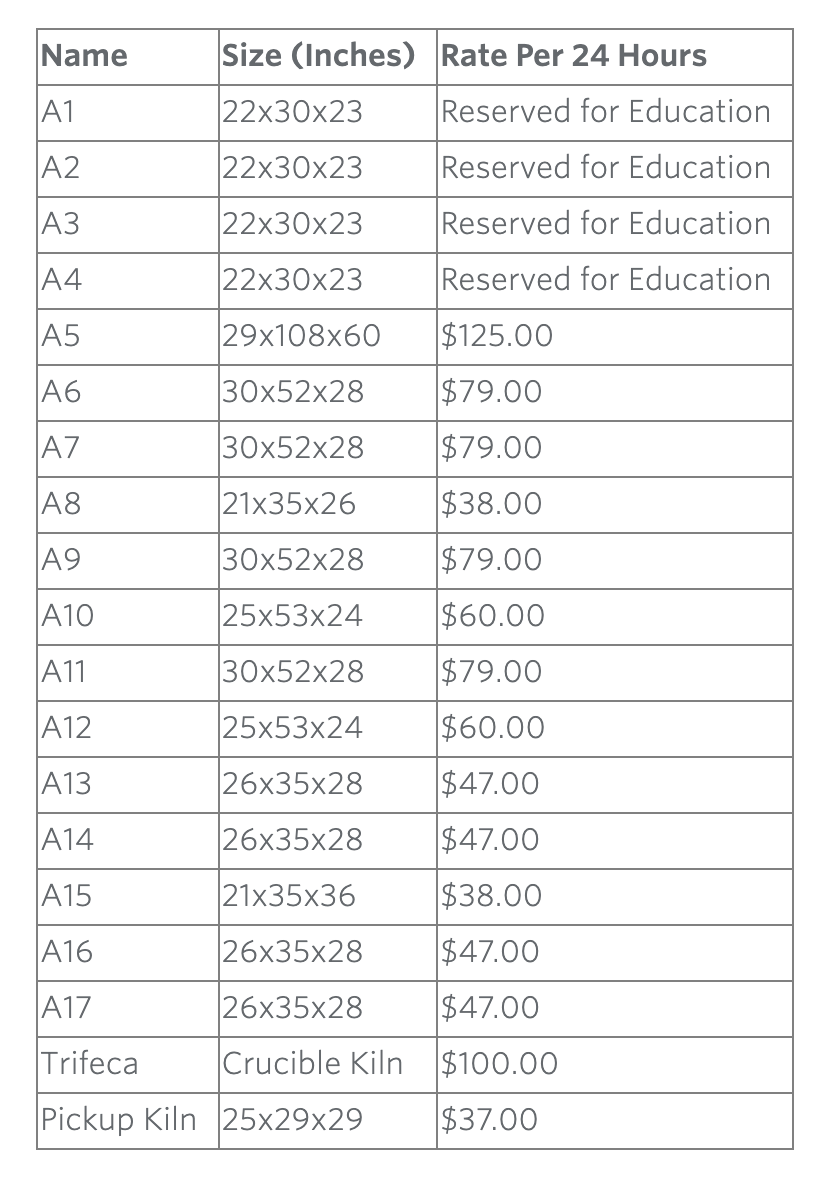 Name Size (Inches) Rate Per 24 Hours
A1 22x30x23 Reserved for Education
A2 22x30x23 Reserved for Education
A3 22x30x23 Reserved for Education
A4 22x30x23 Reserved for Education
A5 29x108x60 $125.00
A6 30x52x28 $79.00
A7 30x52x28 $79.00
A8 21x35x26 $38.00
A9 30x52x28 $79.00
A10 25x53x24 $60.00
A11 30x52x28 $79.00
A12 25x53x24 $60.00
A13 26x35x28 $47.00
A14 26x35x28 $47.00
A15 21x35x36 $38.00
A16 26x35x28 $47.00
A17 26x35x28 $47.00
Trifeca Crucible Kiln $100.00
Pickup Kiln 25x29x29 $37.00